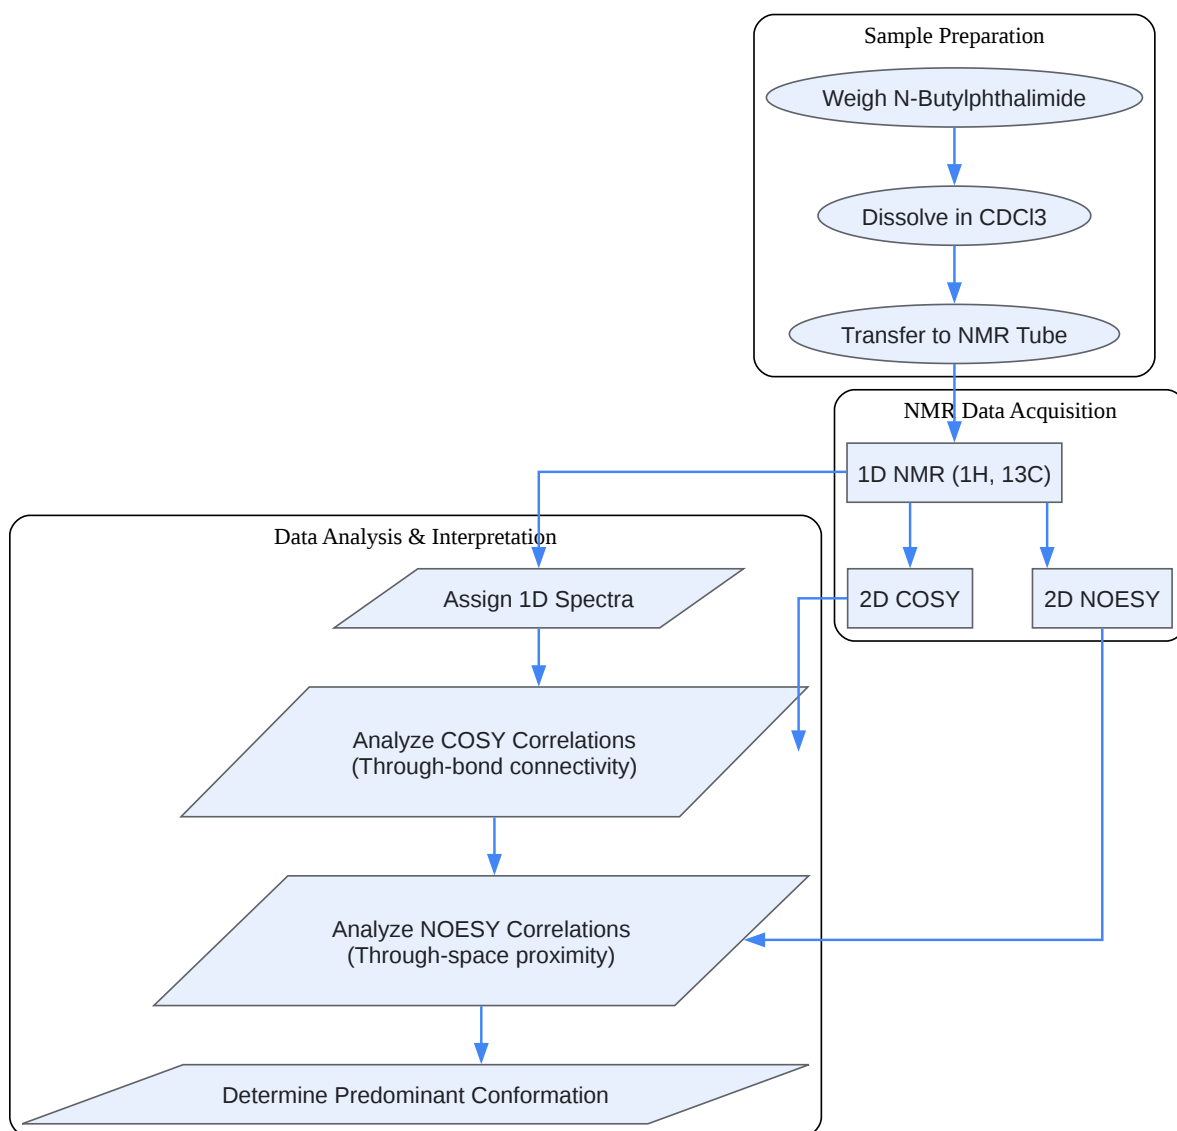 Sample Preparation
Weigh N-Butylphthalimide
Dissolve in CDCl3
Transfer to NMR Tube
NMR Data Acquisition
1D NMR (1H, 13C)
2D COSY
2D NOESY
Data Analysis & Interpretation
Assign 1D Spectra
Analyze COSY Correlations
(Through-bond connectivity)
Analyze NOESY Correlations
(Through-space proximity)
Determine Predominant Conformation